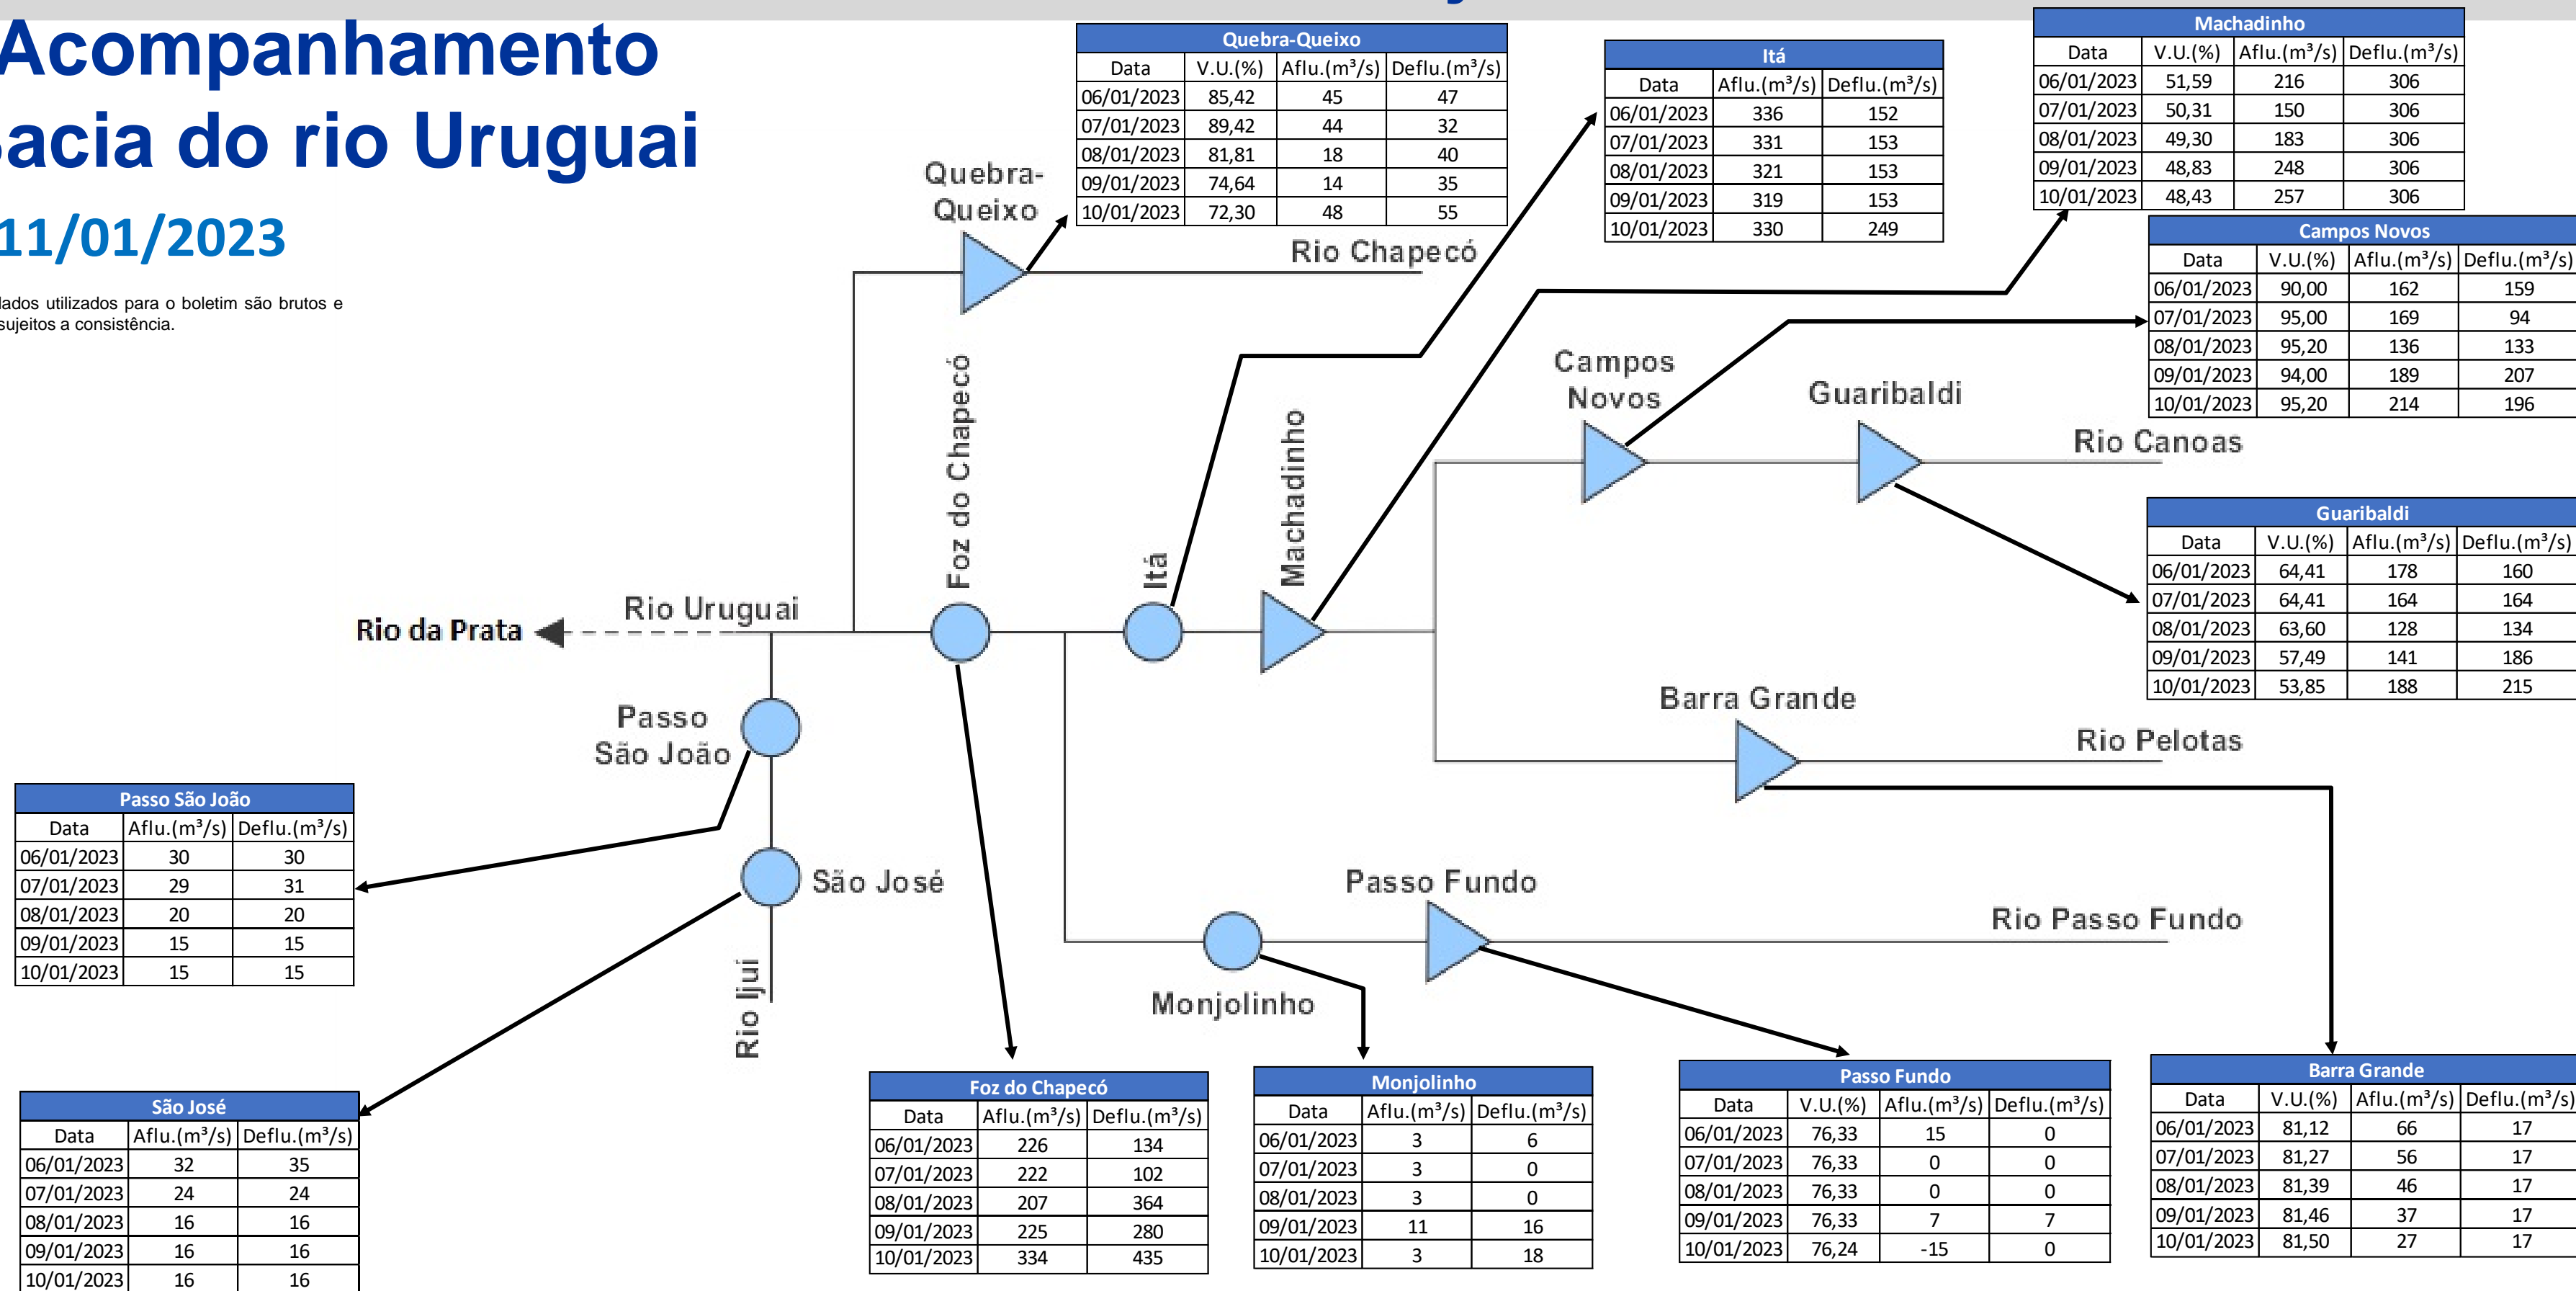 Acompanhamento
acia do rio Uruguai
11/01/2023
dados utilizados para o boletim são brutos e
sujeitos a consistência.
Quebra-Queixo
Data V.U.(%) Aflu.(m³/s) Deflu.(m³/s)
06/01/2023 85,42 45 47
07/01/2023 89,42 44 32
08/01/2023 81,81 18 40
09/01/2023 74,64 14 35
10/01/2023 72,30 48 55
Itá
Data Aflu.(m³/s) Deflu.(m³/s)
06/01/2023 336 152
07/01/2023 331 153
08/01/2023 321 153
09/01/2023 319 153
10/01/2023 330 249
Machadinho
Data V.U.(%) Aflu.(m³/s) Deflu.(m³/s)
06/01/2023 51,59 216 306
07/01/2023 50,31 150 306
08/01/2023 49,30 183 306
09/01/2023 48,83 248 306
10/01/2023 48,43 257 306
Campos Novos
Data V.U.(%) Aflu.(m³/s) Deflu.(m³/s)
06/01/2023 90,00 162 159
07/01/2023 95,00 169 94
08/01/2023 95,20 136 133
09/01/2023 94,00 189 207
10/01/2023 95,20 214 196
Quebra-
Queixo
Rio Chapecó
Foz do Chapecó
Itá
Machadinho
Campos
Novos
Guaribaldi
Rio Canoas
Guaribaldi
Data V.U.(%) Aflu.(m³/s) Deflu.(m³/s)
06/01/2023 64,41 178 160
07/01/2023 64,41 164 164
08/01/2023 63,60 128 134
09/01/2023 57,49 141 186
10/01/2023 53,85 188 215
Rio da Prata
Rio Uruguai
Passo
São João
São José
Rio Ijuí
Barra Grande
Rio Pelotas
Passo Fundo
Rio Passo Fundo
Monjolinho
Passo São João
Data Aflu.(m³/s) Deflu.(m³/s)
06/01/2023 30 30
07/01/2023 29 31
08/01/2023 20 20
09/01/2023 15 15
10/01/2023 15 15
São José
Data Aflu.(m³/s) Deflu.(m³/s)
06/01/2023 32 35
07/01/2023 24 24
08/01/2023 16 16
09/01/2023 16 16
10/01/2023 16 16
Foz do Chapecó
Data Aflu.(m³/s) Deflu.(m³/s)
06/01/2023 226 134
07/01/2023 222 102
08/01/2023 207 364
09/01/2023 225 280
10/01/2023 334 435
Monjolinho
Data Aflu.(m³/s) Deflu.(m³/s)
06/01/2023 3 6
07/01/2023 3 0
08/01/2023 3 0
09/01/2023 11 16
10/01/2023 3 18
Passo Fundo
Data V.U.(%) Aflu.(m³/s) Deflu.(m³/s)
06/01/2023 76,33 15 0
07/01/2023 76,33 0 0
08/01/2023 76,33 0 0
09/01/2023 76,33 7 7
10/01/2023 76,24 -15 0
Barra Grande
Data V.U.(%) Aflu.(m³/s) Deflu.(m³/s)
06/01/2023 81,12 66 17
07/01/2023 81,27 56 17
08/01/2023 81,39 46 17
09/01/2023 81,46 37 17
10/01/2023 81,50 27 17